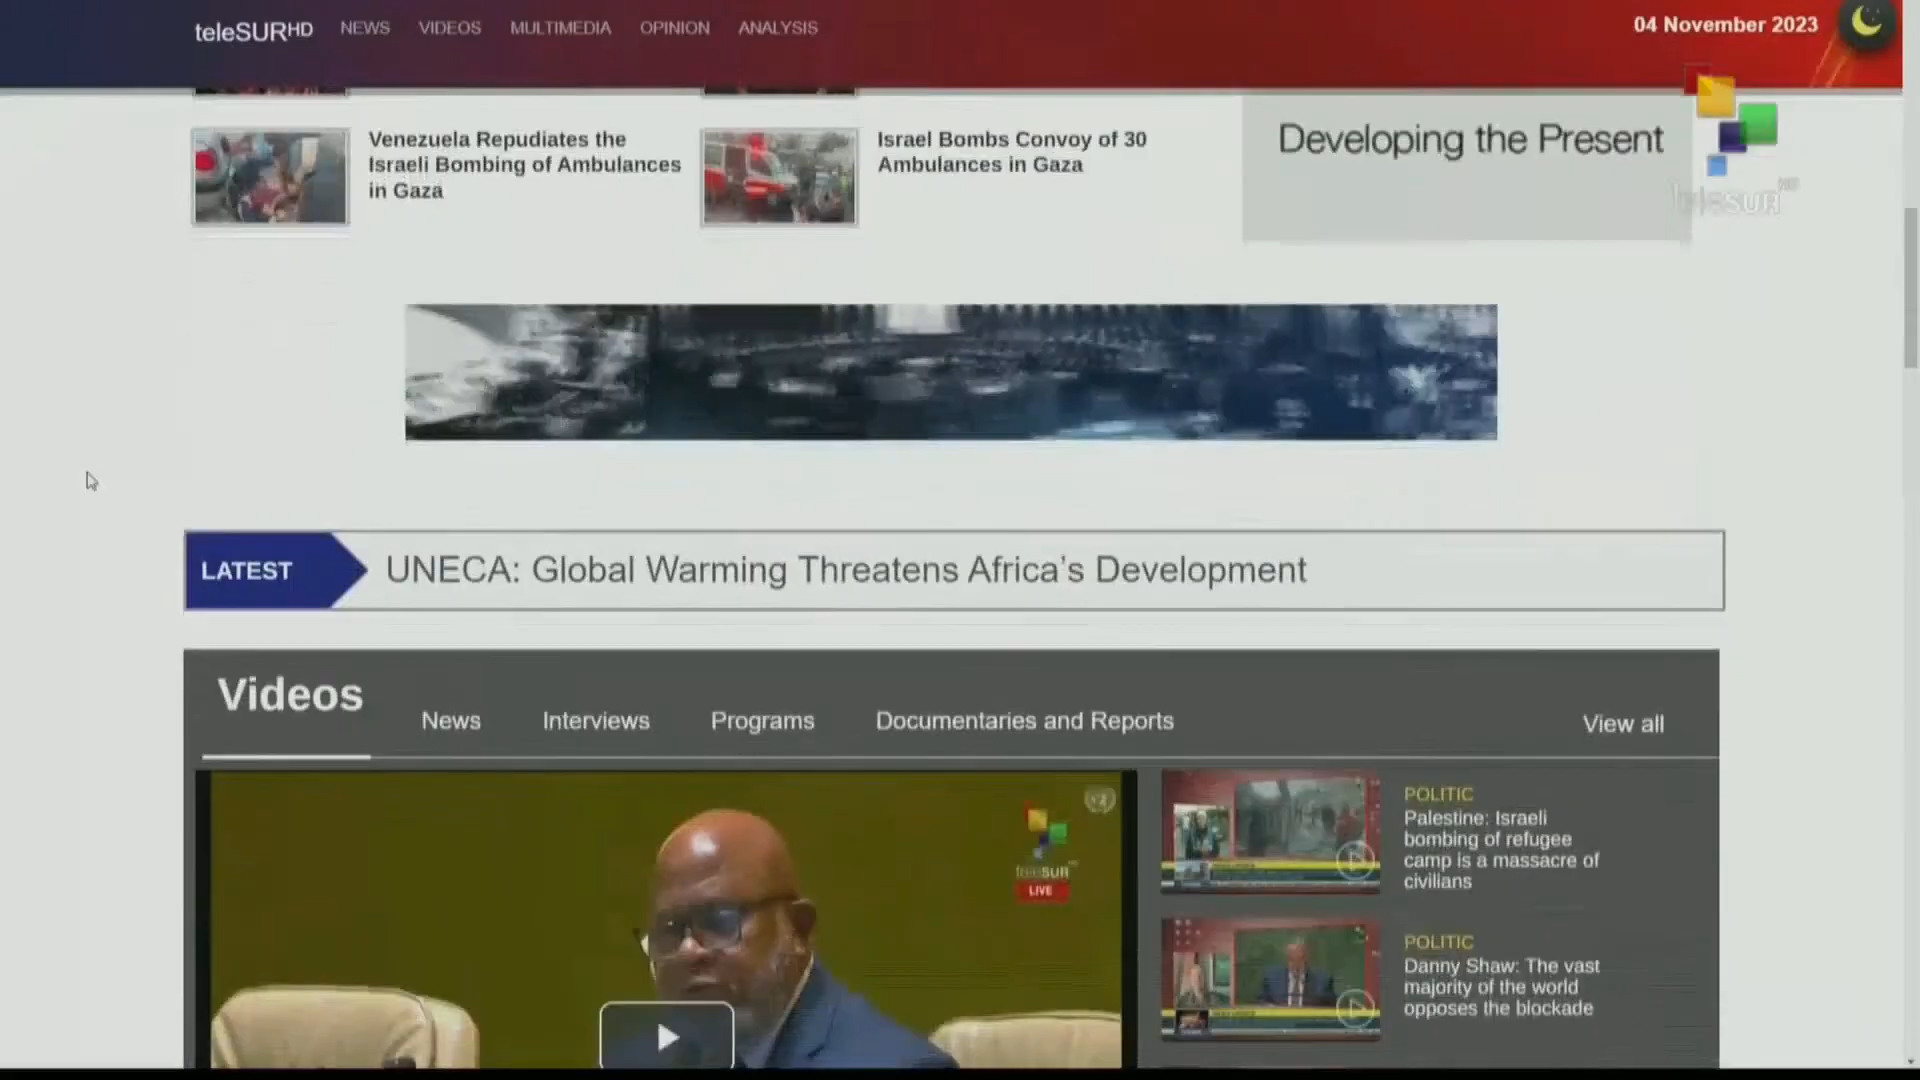 teleSURHD
NEWS
VIDEOS
MULTIMEDIA
OPINION
ANALYSIS
04 November 2023
Venezuela Repudiates the
Israeli Bombing of Ambulances
in Gaza
Israel Bombs Convoy of 30
Ambulances in Gaza
Developing the Present
teleSURHD
LATEST
UNECA: Global Warming Threatens Africa’s Development
Videos
News
Interviews
Programs
Documentaries and Reports
View all
teleSUR
LIVE
POLITIC
Palestine: Israeli
bombing of refugee
camp is a massacre of
civilians
POLITIC
Danny Shaw: The vast
majority of the world
opposes the blockade